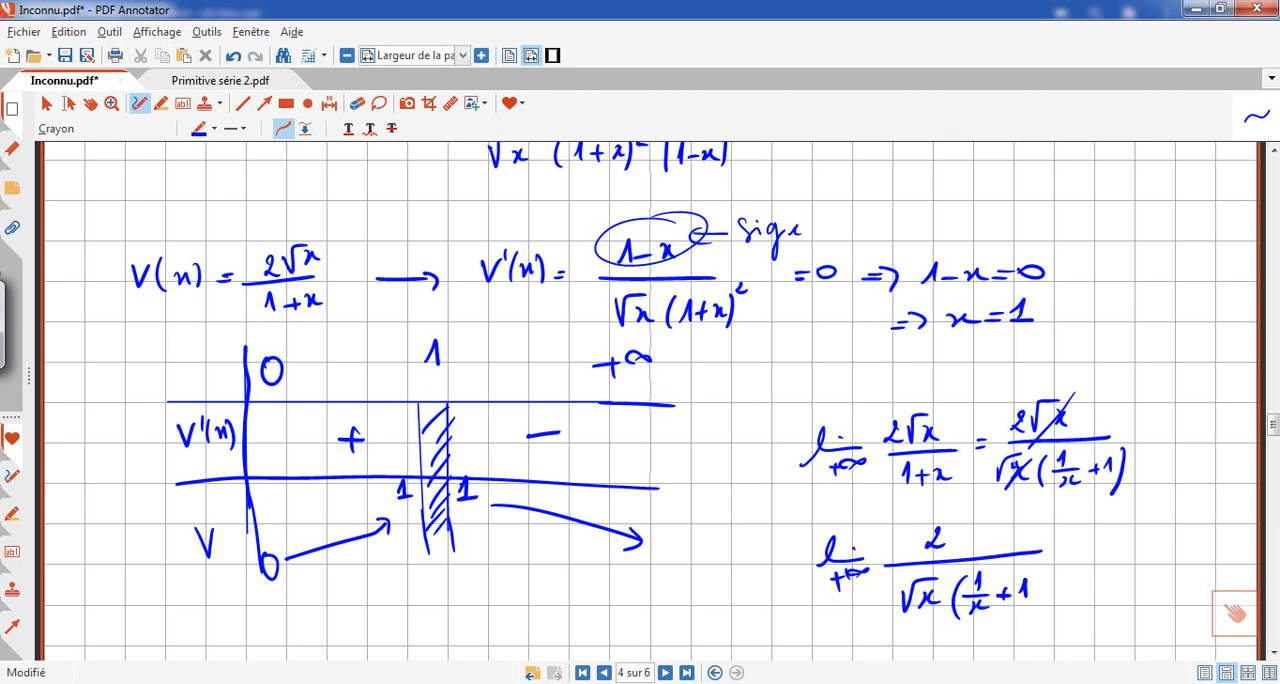 Inconnu.pdf* - PDF Annotator
Fichier Edition Outil Affichage Outils Fenêtre Aide
Largeur de la pa
Inconnu.pdf* Primitive série 2.pdf
Crayon
√x (1+x)² (1-x)
V(x) = 2√x / 1+x → V'(x) = 1-x / √x (1+x)² = 0 ⇒ 1-x=0
← Sige
⇒ x=1
0 1 +∞
V'(x) + -
1 1
V 0
lim +∞ 2√x / 1+x = 2√x / √x (1/x +1)
lim +∞ 2 / √x (1/x +1
Modifié
4 sur 6